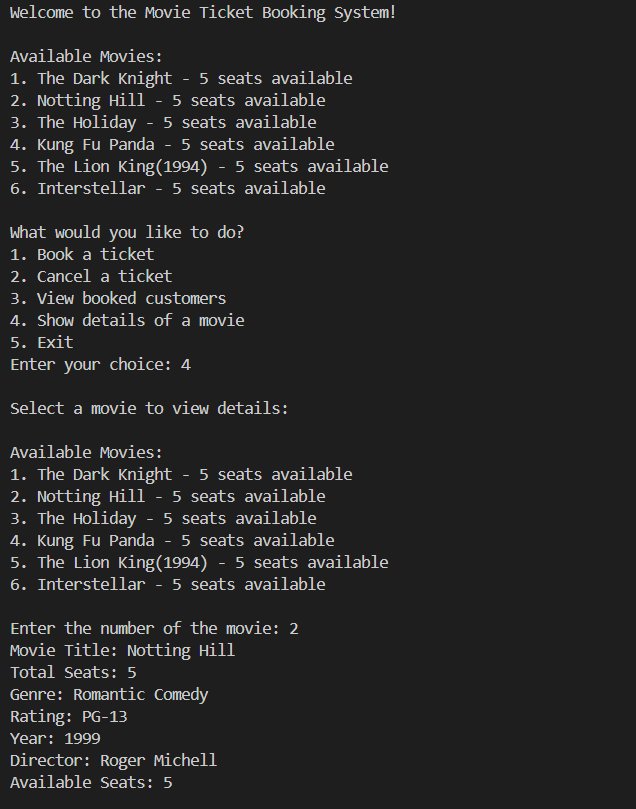 Welcome to the Movie Ticket Booking System!
Available Movies:
1. The Dark Knight - 5 seats available
2. Notting Hill - 5 seats available
3. The Holiday - 5 seats available
4. Kung Fu Panda - 5 seats available
5. The Lion King(1994) - 5 seats available
6. Interstellar - 5 seats available
What would you like to do?
1. Book a ticket
2. Cancel a ticket
3. View booked customers
4. Show details of a movie
5. Exit
Enter your choice: 4
Select a movie to view details:
Available Movies:
1. The Dark Knight - 5 seats available
2. Notting Hill - 5 seats available
3. The Holiday - 5 seats available
4. Kung Fu Panda - 5 seats available
5. The Lion King(1994) - 5 seats available
6. Interstellar - 5 seats available
Enter the number of the movie: 2
Movie Title: Notting Hill
Total Seats: 5
Genre: Romantic Comedy
Rating: PG-13
Year: 1999
Director: Roger Michell
Available Seats: 5